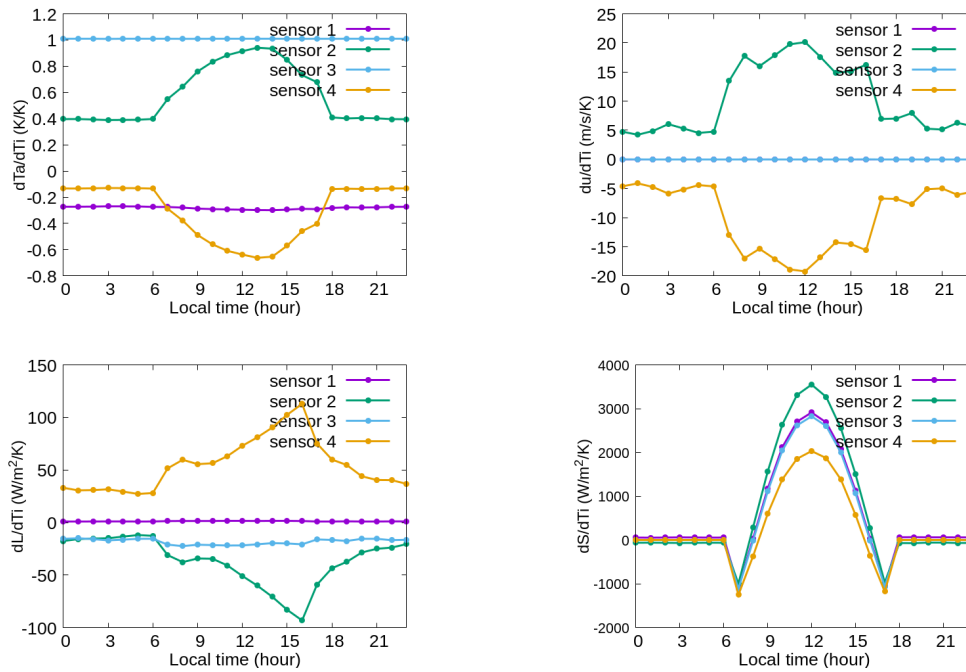 1.2
1
0.8
0.6
0.4
0.2
0
-0.2
-0.4
-0.6
-0.8
dTa/dTi (K/K)
sensor 1
sensor 2
sensor 3
sensor 4
0 3 6 9 12 15 18 21
Local time (hour)
25
20
15
10
5
0
-5
-10
-15
-20
du/dTi (m/s/K)
sensor 1
sensor 2
sensor 3
sensor 4
0 3 6 9 12 15 18 21
Local time (hour)
150
100
50
0
-50
-100
dL/dTi (W/m²/K)
sensor 1
sensor 2
sensor 3
sensor 4
0 3 6 9 12 15 18 21
Local time (hour)
4000
3000
2000
1000
0
-1000
-2000
dS/dTi (W/m²/K)
sensor 1
sensor 2
sensor 3
sensor 4
0 3 6 9 12 15 18 21
Local time (hour)